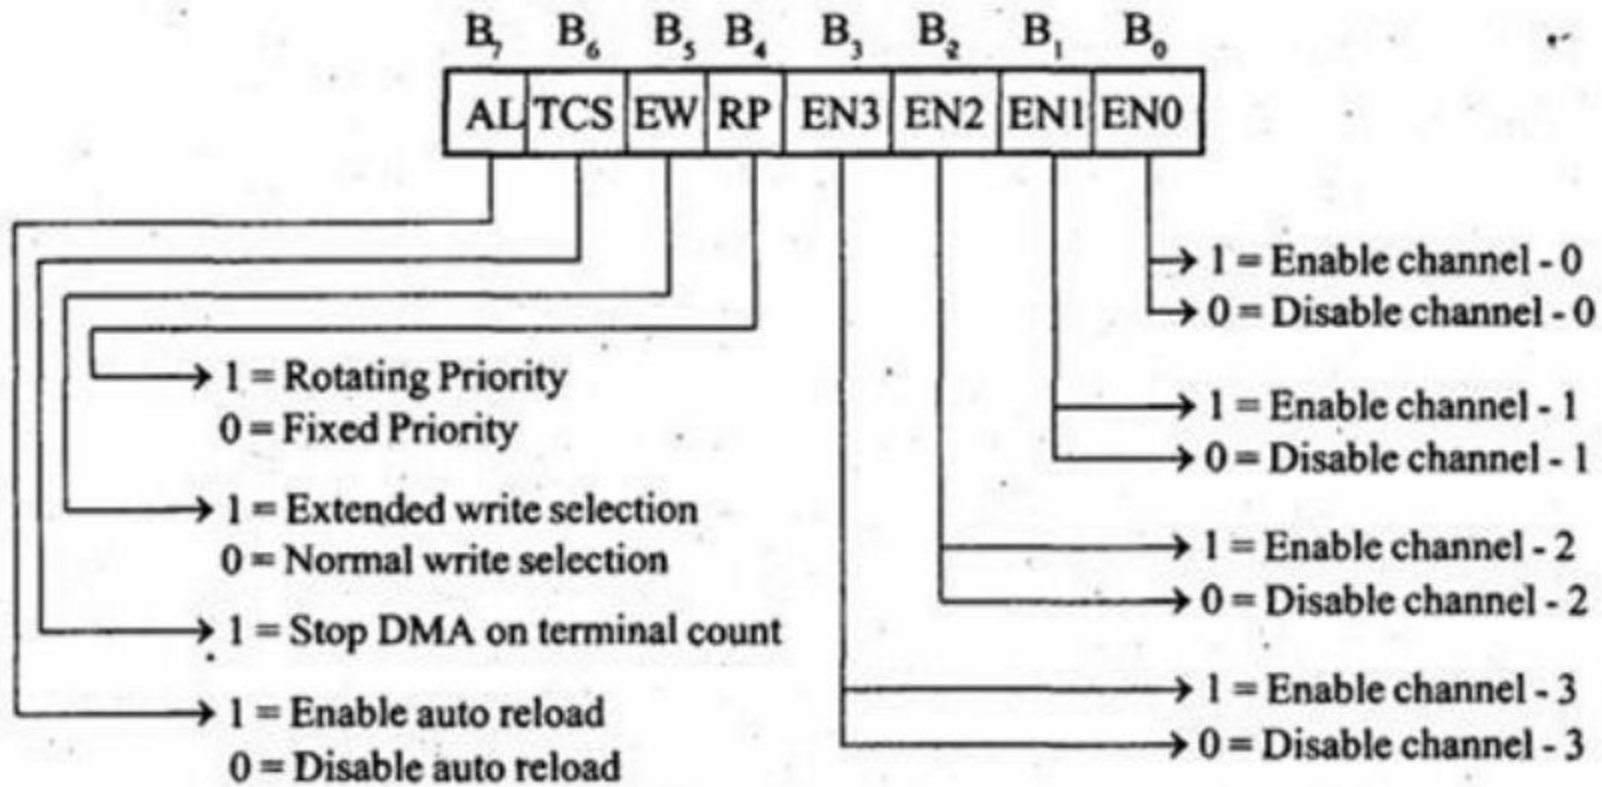 B₇ B₆ B₅ B₄ B₃ B₂ B₁ B₀
AL TCS EW RP EN3 EN2 EN1 EN0
1 = Enable channel - 0
0 = Disable channel - 0
1 = Rotating Priority
0 = Fixed Priority
1 = Enable channel - 1
0 = Disable channel - 1
1 = Extended write selection
0 = Normal write selection
1 = Enable channel - 2
0 = Disable channel - 2
1 = Stop DMA on terminal count
1 = Enable auto reload
0 = Disable auto reload
1 = Enable channel - 3
0 = Disable channel - 3